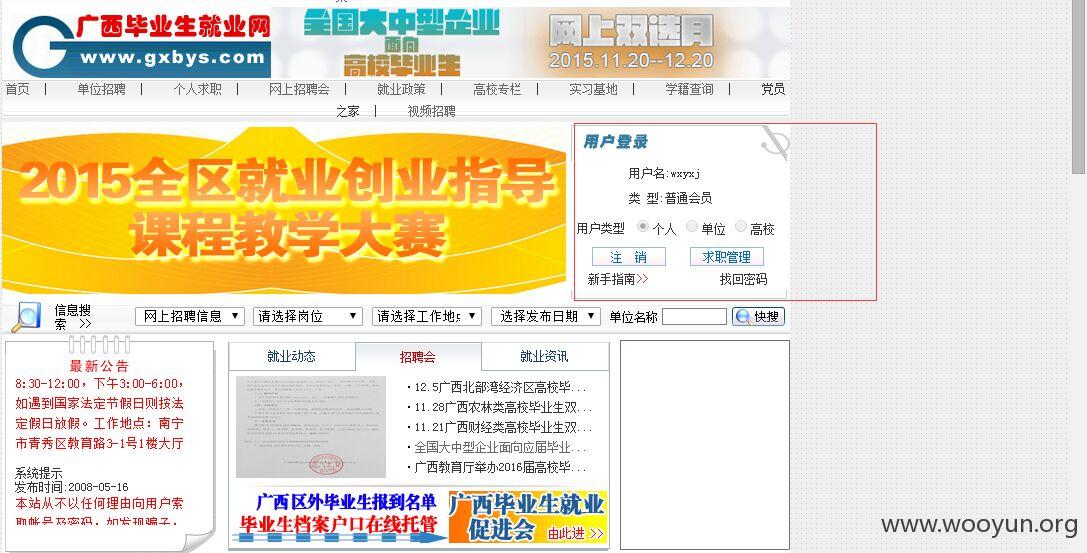 广西毕业生就业网
www.gxbys.com
全国大中型企业
面向
高校毕业生
网上双选月
2015.11.20--12.20
首页 | 单位招聘 | 个人求职 | 网上招聘会 | 就业政策 | 高校专栏 | 实习基地 | 学籍查询 | 党员
之家 | 视频招聘
2015全区就业创业指导
课程教学大赛
用户登录
用户名:wxyxj
类 型:普通会员
用户类型 个人 单位 高校
注 销 求职管理
新手指南>> 找回密码
信息搜
索 >>
网上招聘信息 请选择岗位 请选择工作地 请选择发布日期 单位名称 快搜
最新公告
8:30-12:00，下午3:00-6:00，
如遇到国家法定节假日则按法
定假日放假。工作地点：南宁
市青秀区教育路3-1号1楼大厅
系统提示
发布时间:2008-05-16
本站从不以任何理由向用户索
取帐号及密码，如发现骗子，
就业动态 招聘会 就业资讯
·12.5广西北部湾经济区高校毕...
·11.28广西农林类高校毕业生双...
·11.21广西财经类高校毕业生双...
·全国大中型企业面向应届毕业...
·广西教育厅举办2016届高校毕...
广西区外毕业生报到名单
毕业生档案户口在线托管
广西毕业生就业
促进会
由此进 >>
www.wooyun.org